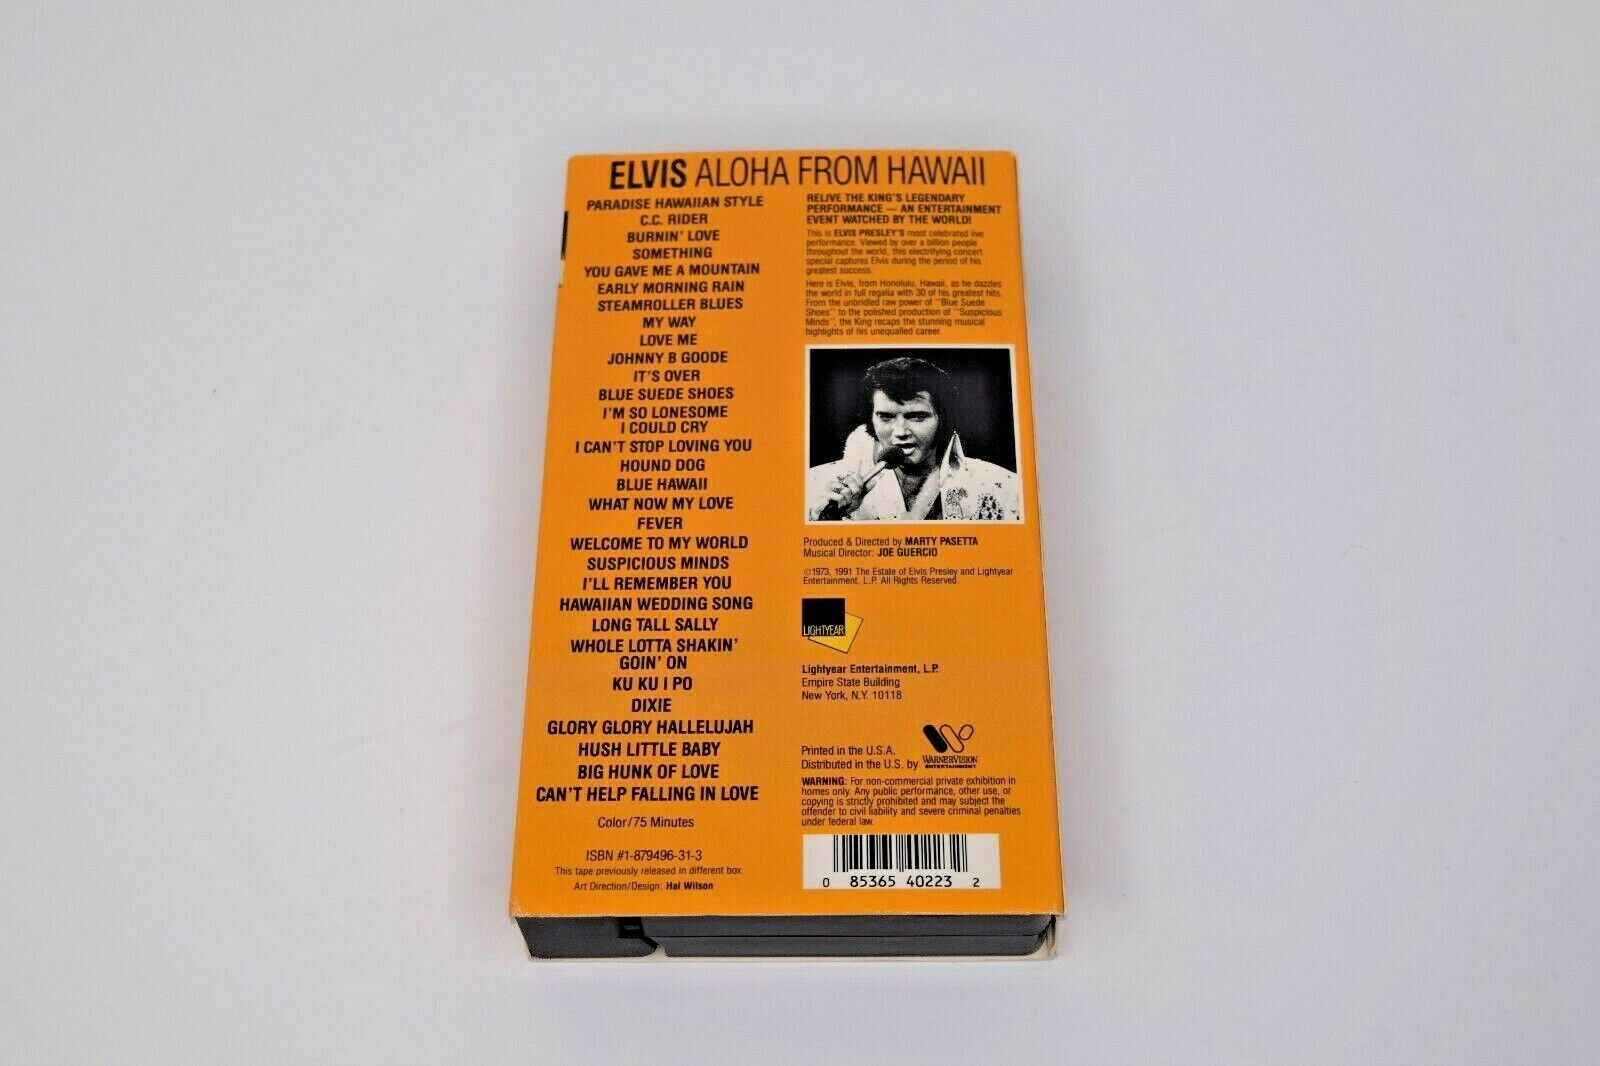 ELVIS ALOHA FROM HAWAII
PARADISE HAWAIIAN STYLE
C.C. RIDER
BURNIN' LOVE
SOMETHING
YOU GAVE ME A MOUNTAIN
EARLY MORNING RAIN
STEAMROLLER BLUES
MY WAY
LOVE ME
JOHNNY B GOODE
IT'S OVER
BLUE SUEDE SHOES
I'M SO LONESOME
I COULD CRY
I CAN'T STOP LOVING YOU
HOUND DOG
BLUE HAWAII
WHAT NOW MY LOVE
FEVER
WELCOME TO MY WORLD
SUSPICIOUS MINDS
I'LL REMEMBER YOU
HAWAIIAN WEDDING SONG
LONG TALL SALLY
WHOLE LOTTA SHAKIN'
GOIN' ON
KU KU I PO
DIXIE
GLORY GLORY HALLELUJAH
HUSH LITTLE BABY
BIG HUNK OF LOVE
CAN'T HELP FALLING IN LOVE
Color/75 Minutes
ISBN #1-879496-31-3
This tape previously released in different box
Art Direction/Design: Hal Wilson
RELIVE THE KING'S LEGENDARY
PERFORMANCE — AN ENTERTAINMENT
EVENT WATCHED BY THE WORLD!
This is ELVIS PRESLEY'S most celebrated live
performance. Viewed by over a billion people
throughout the world, this electrifying concert
special captures Elvis during the period of his
greatest success.
Here is Elvis, from Honolulu, Hawaii, as he dazzles
the world in full regalia with 30 of his greatest hits.
From the unbridled raw power of "Blue Suede
Shoes" to the polished production of "Suspicious
Minds", the King recaps the stunning musical
highlights of his unequalled career.
Produced & Directed by MARTY PASETTA
Musical Director: JOE GUERCIO
©1973, 1991 The Estate of Elvis Presley and Lightyear
Entertainment, L.P. All Rights Reserved.
LIGHTYEAR
Lightyear Entertainment, L.P.
Empire State Building
New York, N.Y. 10118
Printed in the U.S.A.
Distributed in the U.S. by WARNERVISION
ENTERTAINMENT
WARNING: For non-commercial private exhibition in
homes only. Any public performance, other use, or
copying is strictly prohibited and may subject the
offender to civil liability and severe criminal penalties
under federal law.
0 85365 40223 2